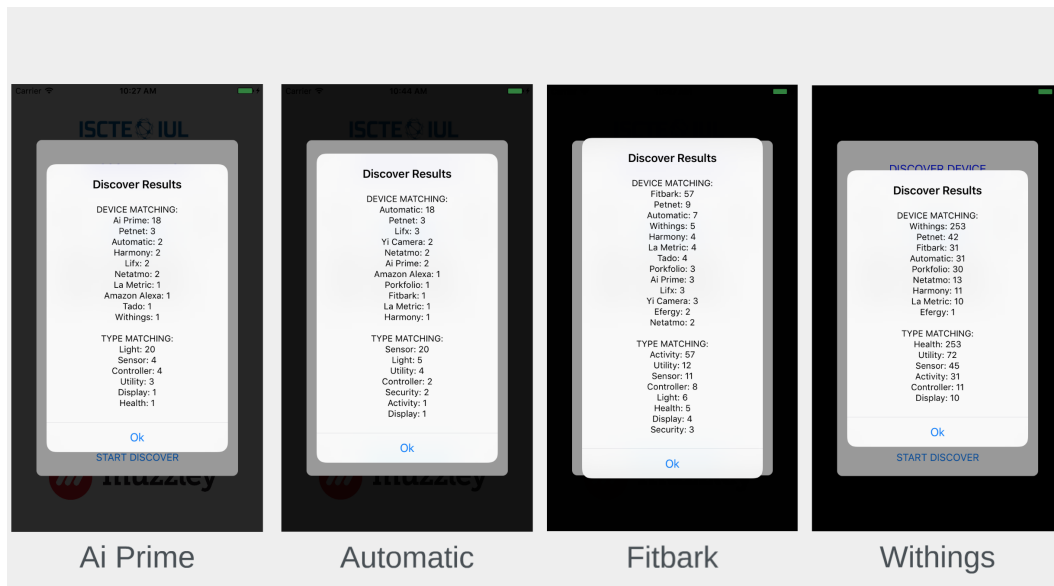 Carrier
10:27 AM
ISCTE IUL
Discover Results
DEVICE MATCHING:
Ai Prime: 18
Petnet: 3
Automatic: 2
Harmony: 2
Lifx: 2
Netatmo: 2
La Metric: 1
Amazon Alexa: 1
Tado: 1
Withings: 1
TYPE MATCHING:
Light: 20
Sensor: 4
Controller: 4
Utility: 3
Display: 1
Health: 1
Ok
START DISCOVER
muzzley
Ai Prime
Carrier
10:44 AM
ISCTE IUL
Discover Results
DEVICE MATCHING:
Automatic: 18
Petnet: 3
Lifx: 3
Yi Camera: 2
Netatmo: 2
Ai Prime: 2
Amazon Alexa: 1
Porkfolio: 1
Fitbark: 1
La Metric: 1
Harmony: 1
TYPE MATCHING:
Sensor: 20
Light: 5
Utility: 4
Controller: 2
Security: 2
Activity: 1
Display: 1
Ok
muzzley
Automatic
Discover Results
DEVICE MATCHING:
Fitbark: 57
Petnet: 9
Automatic: 7
Withings: 5
Harmony: 4
La Metric: 4
Tado: 4
Porkfolio: 3
Ai Prime: 3
Lifx: 3
Yi Camera: 3
Efergy: 2
Netatmo: 2
TYPE MATCHING:
Activity: 57
Utility: 12
Sensor: 11
Controller: 8
Light: 6
Health: 5
Display: 4
Security: 3
Ok
Fitbark
DISCOVER DEVICE
Discover Results
DEVICE MATCHING:
Withings: 253
Petnet: 42
Fitbark: 31
Automatic: 31
Porkfolio: 30
Netatmo: 13
Harmony: 11
La Metric: 10
Efergy: 1
TYPE MATCHING:
Health: 253
Utility: 72
Sensor: 45
Activity: 31
Controller: 11
Display: 10
Ok
START DISCOVER
Withings